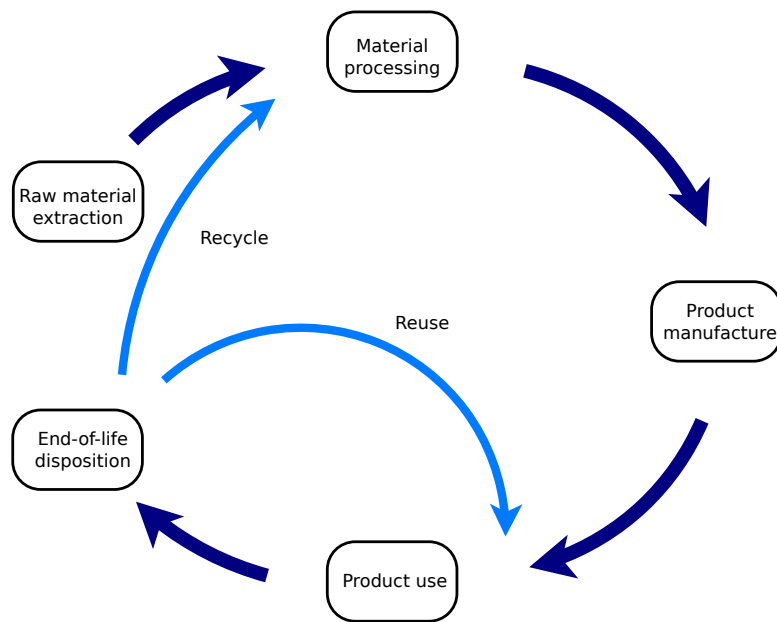 Material
processing
Raw material
extraction
Recycle
Product
manufacture
Reuse
End-of-life
disposition
Product use